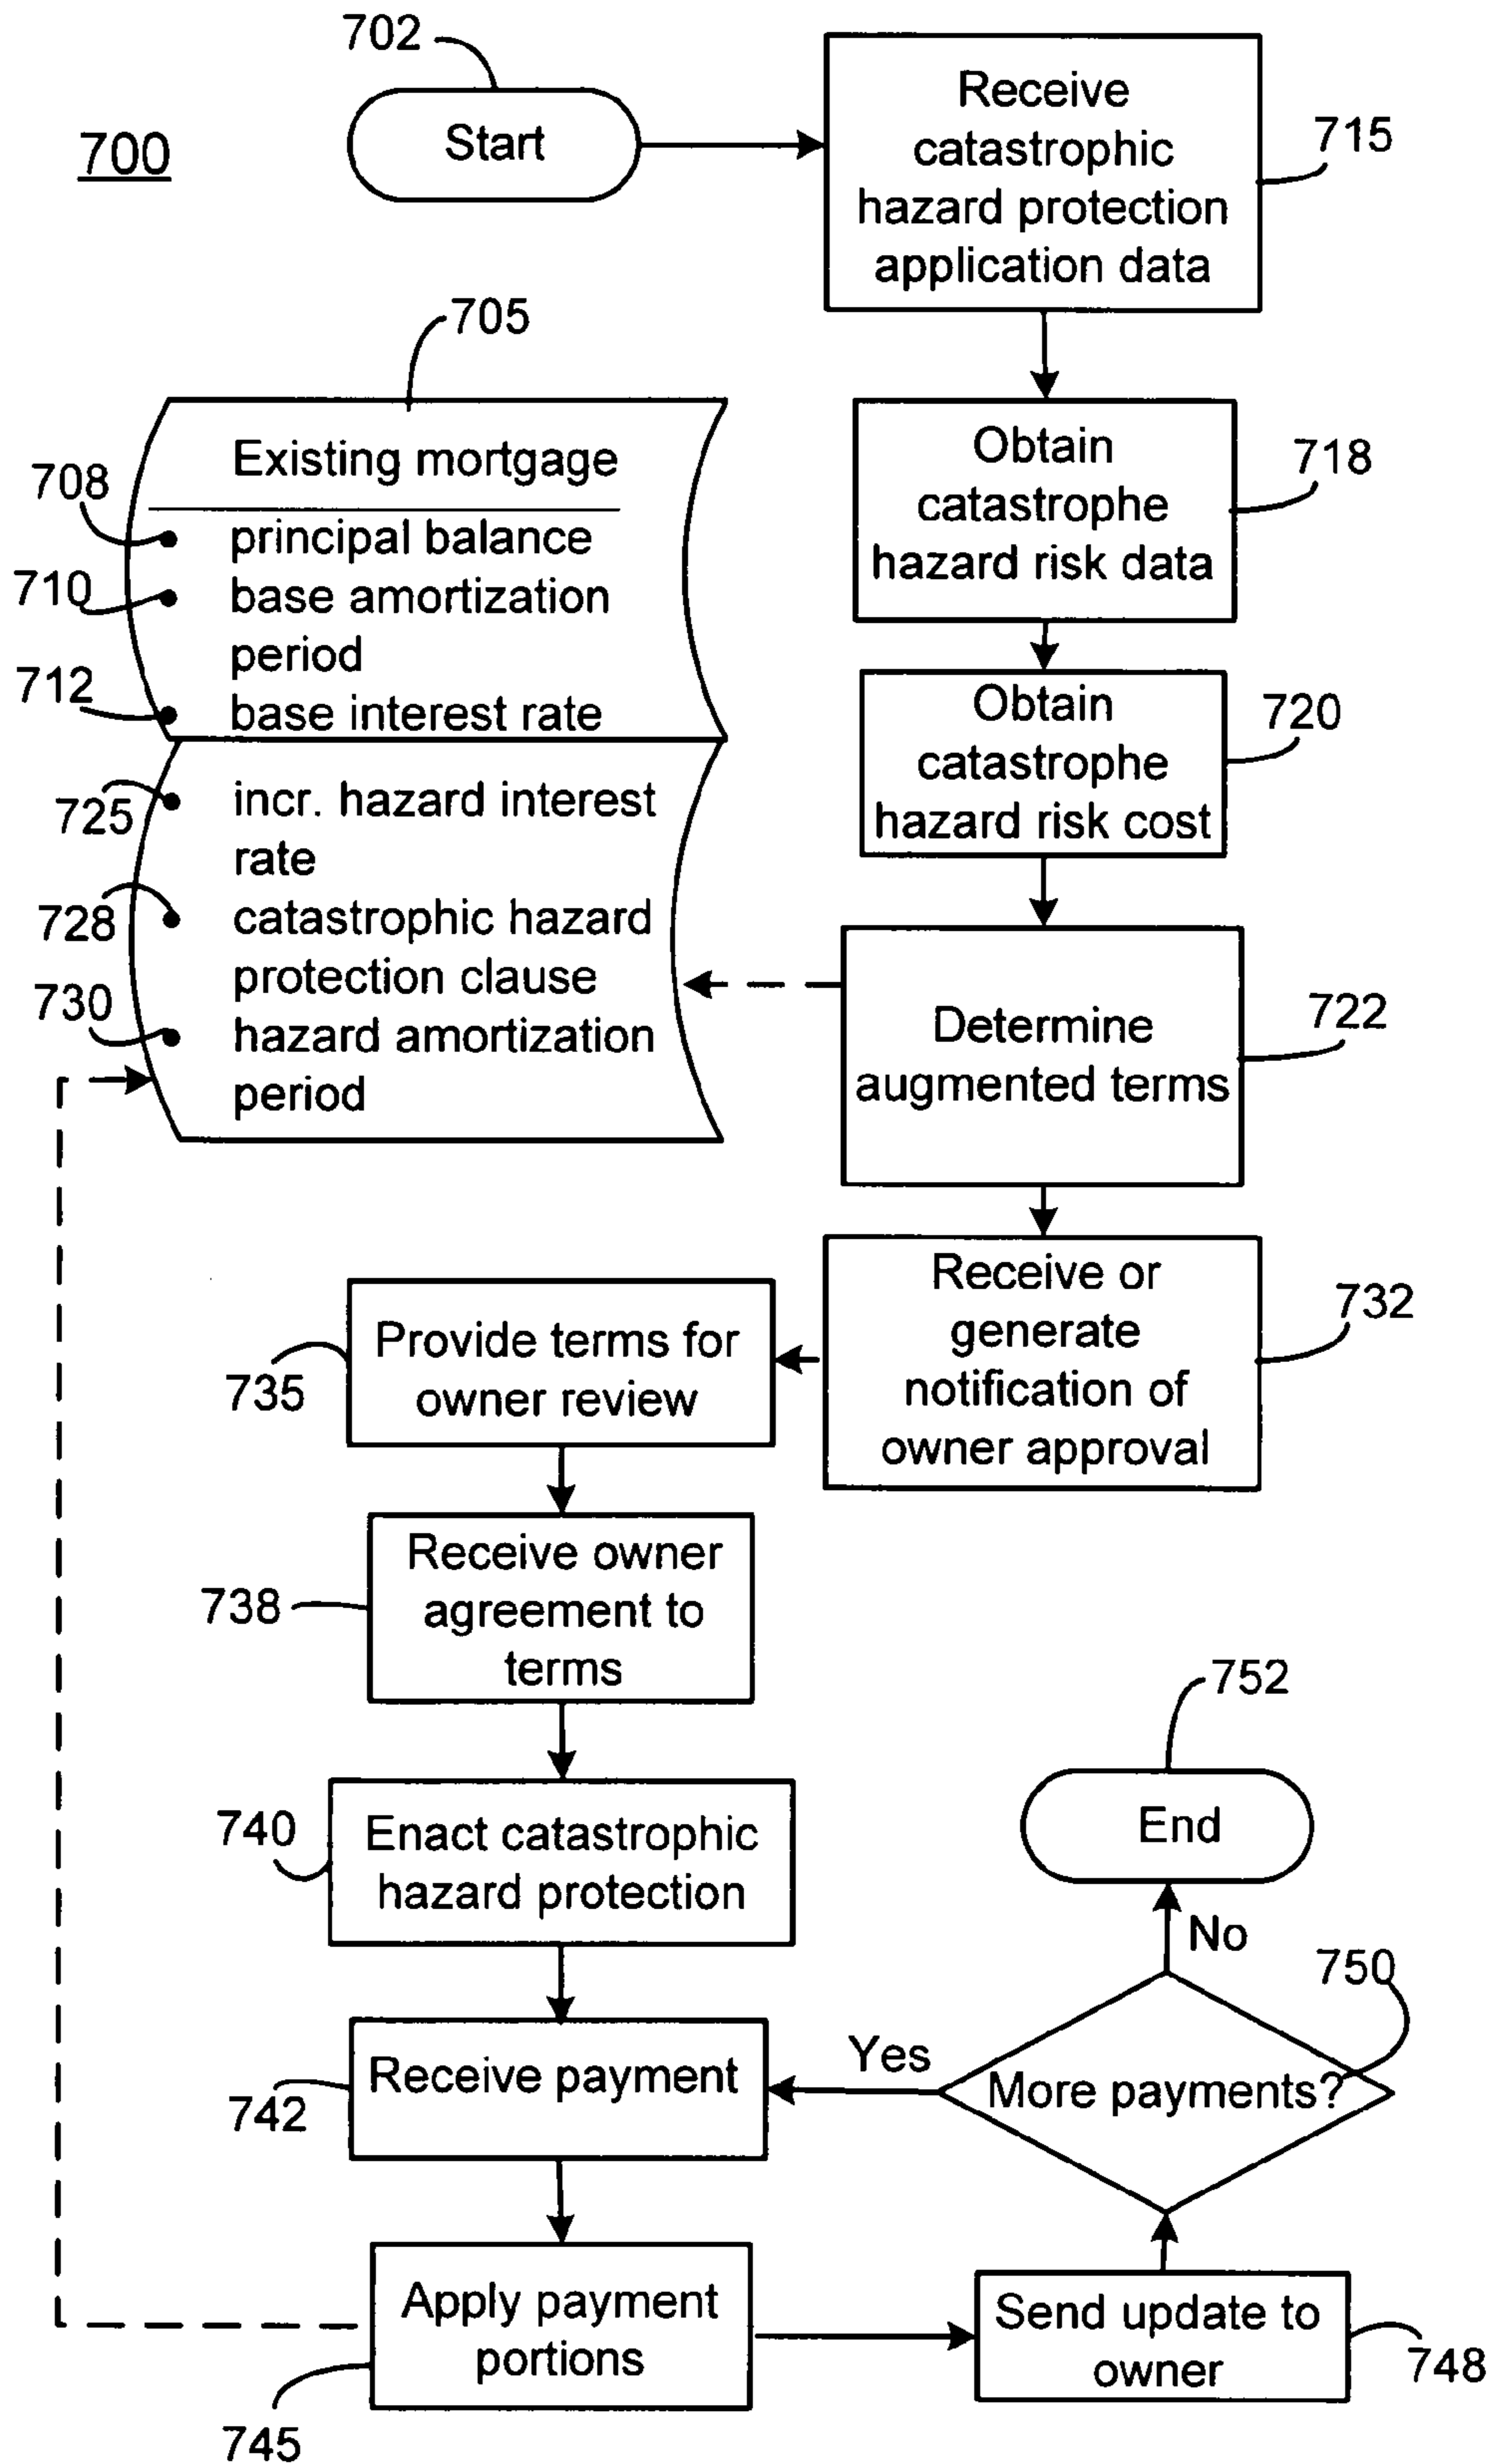 702
Start
700
Receive
catastrophic
hazard protection
application data
715
705
Existing mortgage
708
principal balance
710
base amortization
period
712
base interest rate
725
incr. hazard interest
rate
728
catastrophic hazard
protection clause
730
hazard amortization
period
Obtain
catastrophe
hazard risk data
718
Obtain
catastrophe
hazard risk cost
720
Determine
augmented terms
722
Receive or
generate
notification of
owner approval
732
Provide terms for
owner review
735
Receive owner
agreement to
terms
738
Enact catastrophic
hazard protection
740
Receive payment
742
Apply payment
portions
745
Send update to
owner
748
More payments?
750
Yes
No
End
752